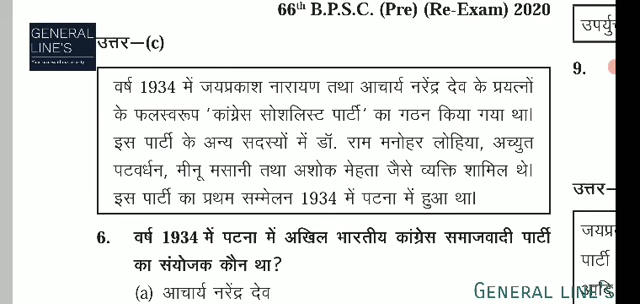 66th B.P.S.C. (Pre) (Re-Exam) 2020
GENERAL
LINE'S
उत्तर—(c)
वर्ष 1934 में जयप्रकाश नारायण तथा आचार्य नरेंद्र देव के प्रयत्नों
के फलस्वरूप 'कांग्रेस सोशलिस्ट पार्टी' का गठन किया गया था।
इस पार्टी के अन्य सदस्यों में डॉ. राम मनोहर लोहिया, अच्युत
पटवर्धन, मीनू मसानी तथा अशोक मेहता जैसे व्यक्ति शामिल थे।
इस पार्टी का प्रथम सम्मेलन 1934 में पटना में हुआ था।
6. वर्ष 1934 में पटना में अखिल भारतीय कांग्रेस समाजवादी पार्टी
का संयोजक कौन था?
(a) आचार्य नरेंद्र देव
9.
उत्तर—
पार्टी
आदि
GENERAL LINE'S